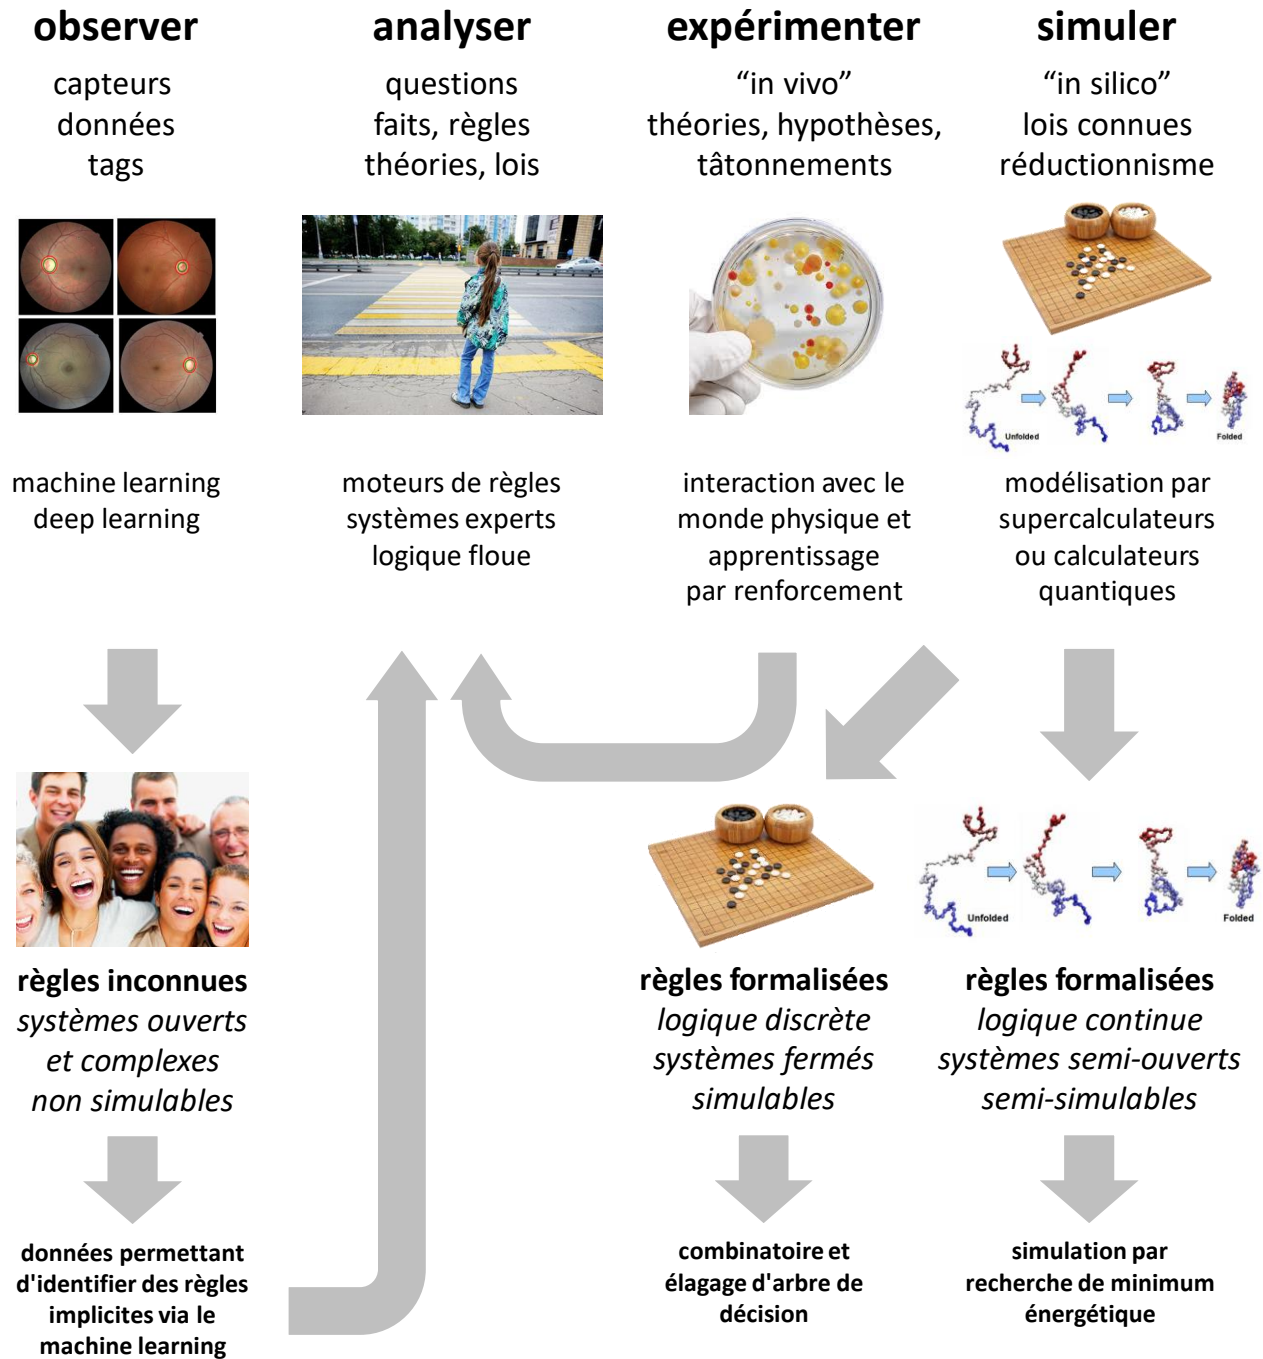 observer
capteurs
données
tags
machine learning
deep learning
règles inconnues
systèmes ouverts
et complexes
non simulables
données permettant
d'identifier des règles
implicites via le
machine learning
analyser
questions
faits, règles
théories, lois
moteurs de règles
systèmes experts
logique floue
expérimenter
“in vivo”
théories, hypothèses,
tâtonnements
interaction avec le
monde physique et
apprentissage
par renforcement
règles formalisées
logique discrète
systèmes fermés
simulables
combinatoire et
élagage d'arbre de
décision
simuler
“in silico”
lois connues
réductionnisme
Unfolded
Folded
modélisation par
supercalculateurs
ou calculateurs
quantiques
Unfolded
Folded
règles formalisées
logique continue
systèmes semi-ouverts
semi-simulables
simulation par
recherche de minimum
énergétique